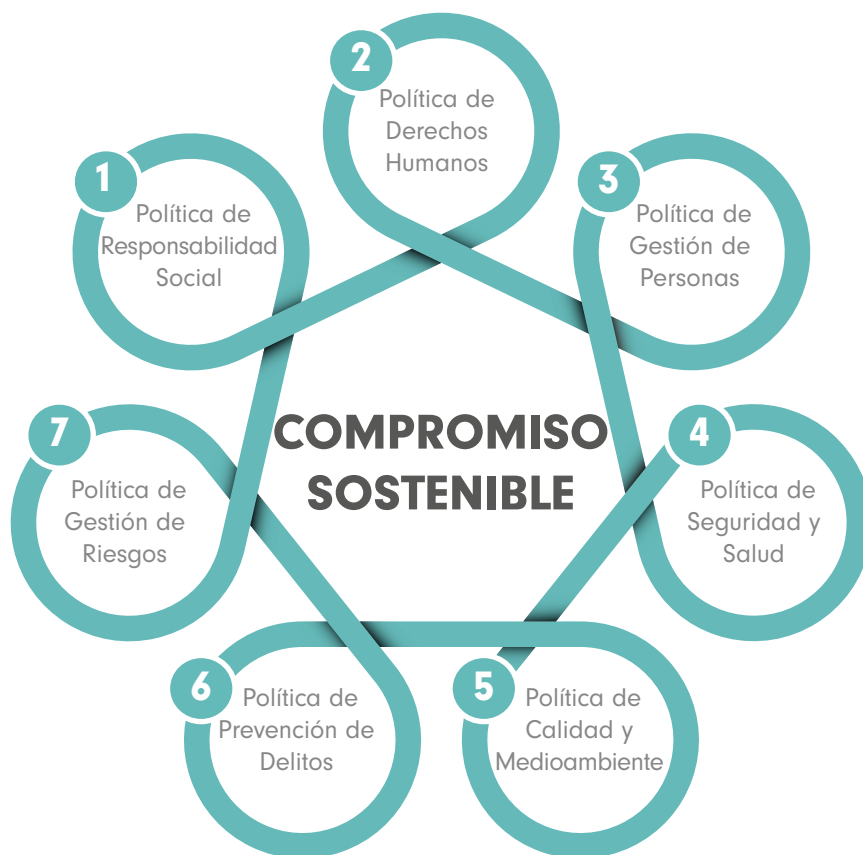 1
Política de
Responsabilidad
Social
2
Política de
Derechos
Humanos
3
Política de
Gestión de
Personas
4
Política de
Seguridad y
Salud
5
Política de
Calidad y
Medioambiente
6
Política de
Prevención de
Delitos
7
Política de
Gestión de
Riesgos
COMPROMISO
SOSTENIBLE